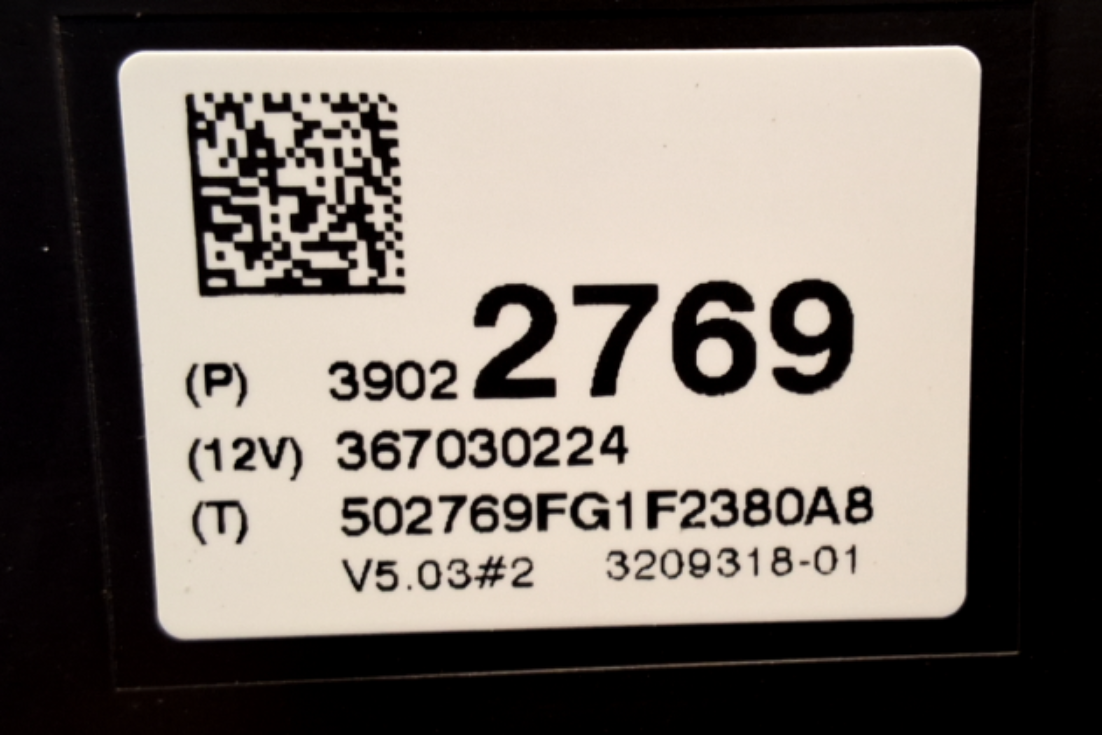 (P) 39022769
(12V) 367030224
(T) 502769FG1F2380A8
V5.03#2 3209318-01